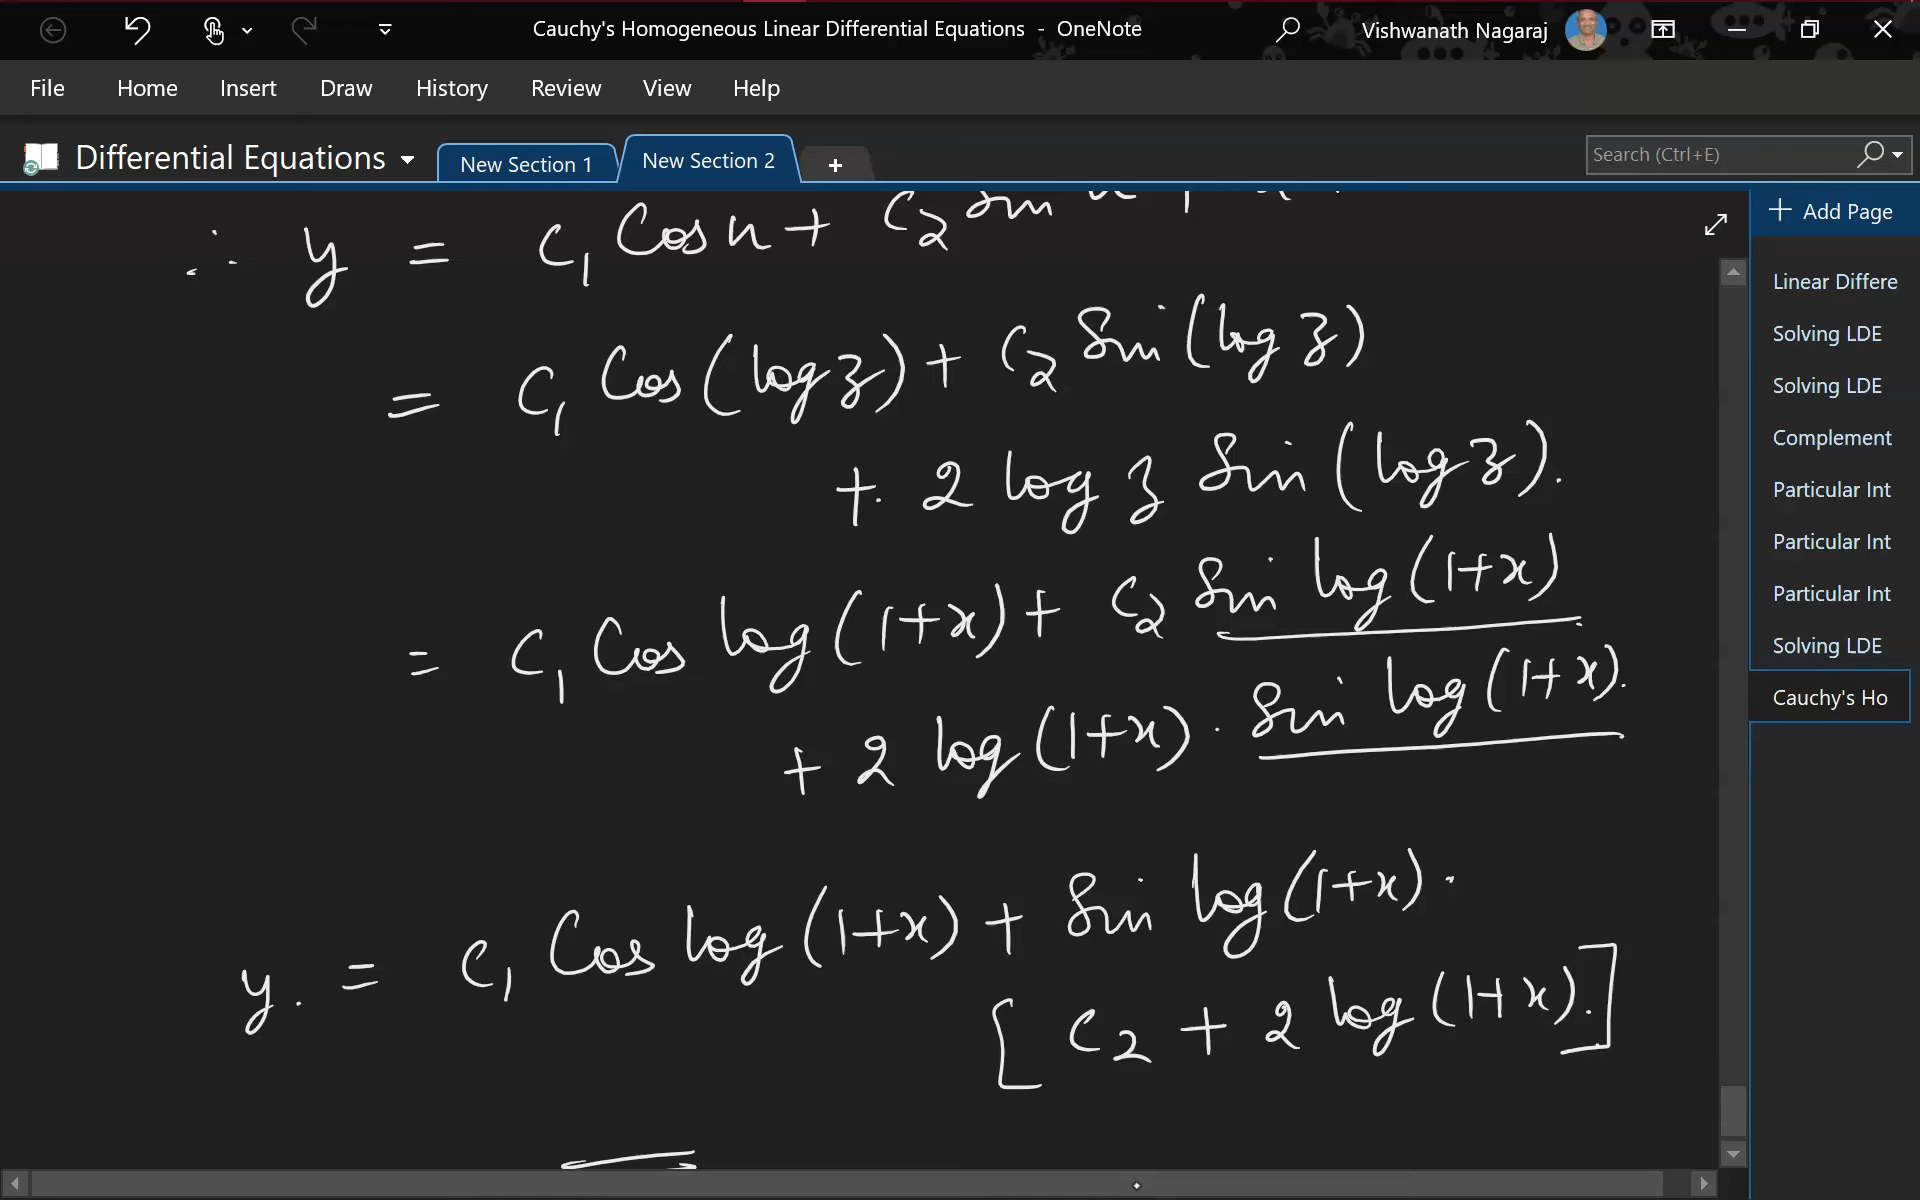 Cauchy's Homogeneous Linear Differential Equations - OneNote
Vishwanath Nagaraj
File Home Insert Draw History Review View Help
Differential Equations
New Section 1
New Section 2
+
Search (Ctrl+E)
+ Add Page
Linear Differe
Solving LDE
Solving LDE
Complement
Particular Int
Particular Int
Particular Int
Solving LDE
Cauchy's Ho
∴ y = C₁ Cos u + C₂ Sin
= C₁ Cos (log z) + C₂ Sin (log z)
+ 2 log z Sin (log z).
= C₁ Cos log (1+x) + C₂ Sin log (1+x)
+ 2 log (1+x) · Sin log (1+x).
y. = C₁ Cos log (1+x) + Sin log (1+x) ·
[ C₂ + 2 log (1+x).]